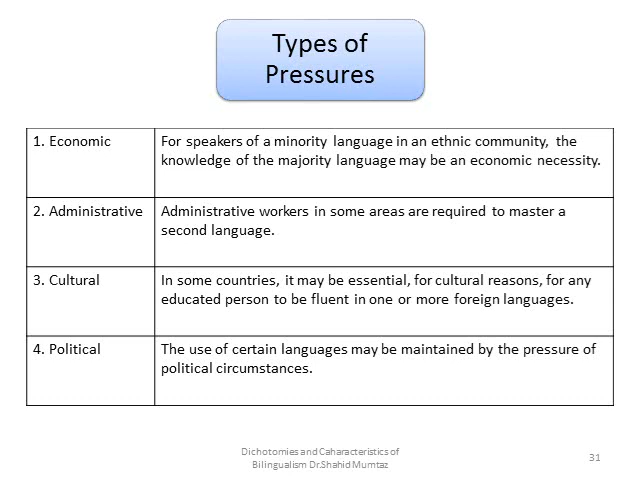 Types of
Pressures
1. Economic
For speakers of a minority language in an ethnic community, the
knowledge of the majority language may be an economic necessity.
2. Administrative
Administrative workers in some areas are required to master a
second language.
3. Cultural
In some countries, it may be essential, for cultural reasons, for any
educated person to be fluent in one or more foreign languages.
4. Political
The use of certain languages may be maintained by the pressure of
political circumstances.
Dichotomies and Caharacteristics of
Bilingualism Dr.Shahid Mumtaz
31